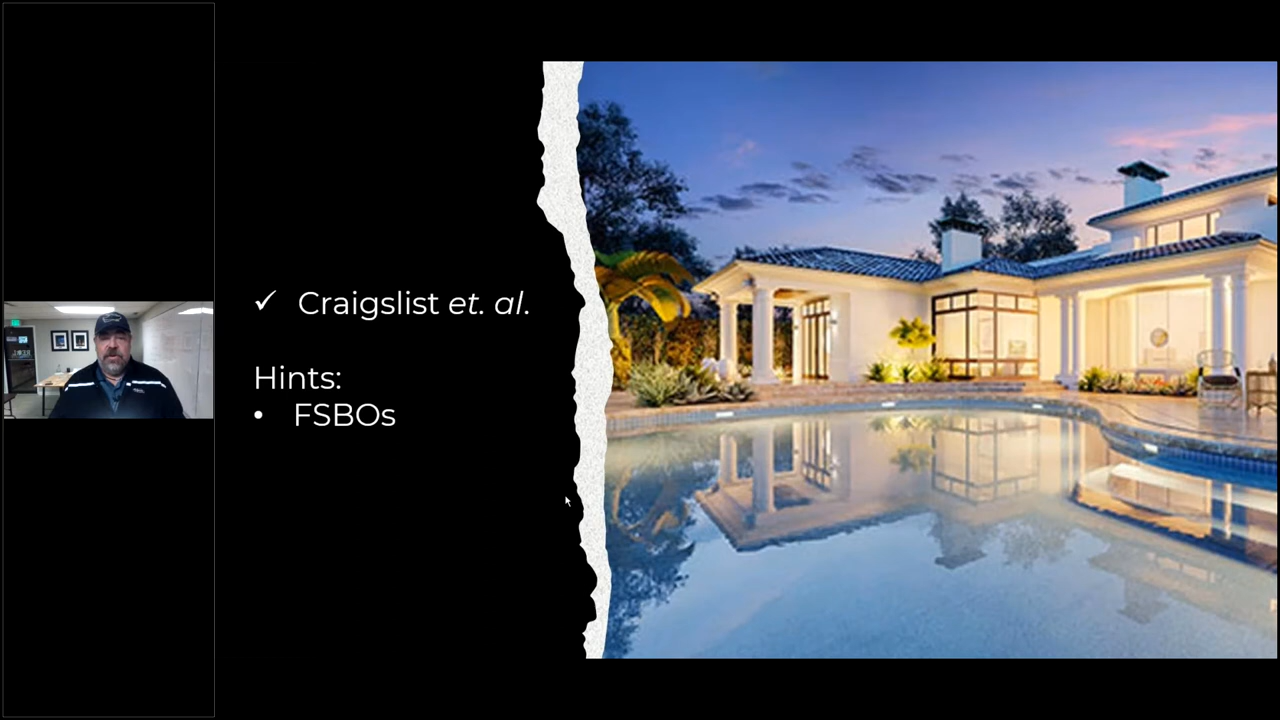 ✓ Craigslist et. al.
Hints:
• FSBOs